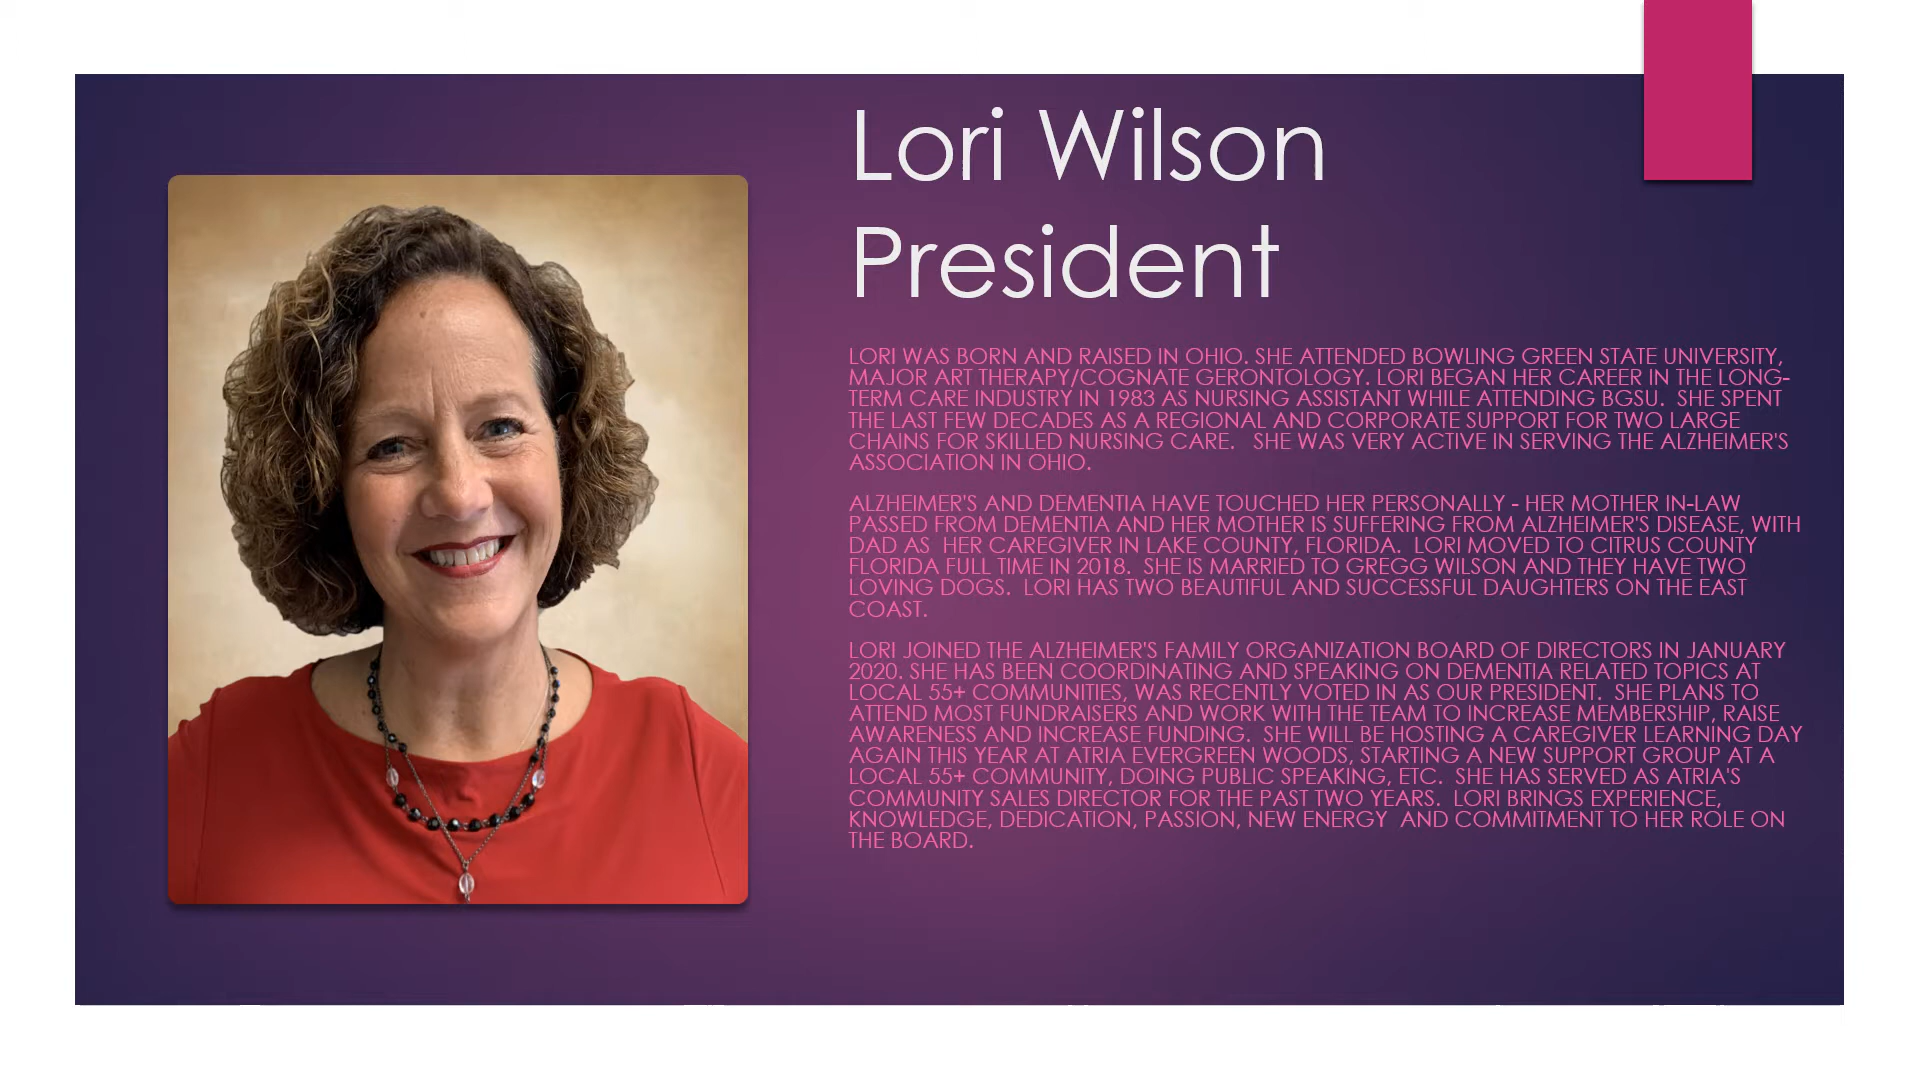 Lori Wilson
President
LORI WAS BORN AND RAISED IN OHIO. SHE ATTENDED BOWLING GREEN STATE UNIVERSITY,
MAJOR ART THERAPY/COGNATE GERONTOLOGY. LORI BEGAN HER CAREER IN THE LONG-
TERM CARE INDUSTRY IN 1983 AS NURSING ASSISTANT WHILE ATTENDING BGSU.  SHE SPENT
THE LAST FEW DECADES AS A REGIONAL AND CORPORATE SUPPORT FOR TWO LARGE
CHAINS FOR SKILLED NURSING CARE.   SHE WAS VERY ACTIVE IN SERVING THE ALZHEIMER'S
ASSOCIATION IN OHIO.
ALZHEIMER'S AND DEMENTIA HAVE TOUCHED HER PERSONALLY - HER MOTHER IN-LAW
PASSED FROM DEMENTIA AND HER MOTHER IS SUFFERING FROM ALZHEIMER'S DISEASE, WITH
DAD AS  HER CAREGIVER IN LAKE COUNTY, FLORIDA.  LORI MOVED TO CITRUS COUNTY
FLORIDA FULL TIME IN 2018.  SHE IS MARRIED TO GREGG WILSON AND THEY HAVE TWO
LOVING DOGS.  LORI HAS TWO BEAUTIFUL AND SUCCESSFUL DAUGHTERS ON THE EAST
COAST.
LORI JOINED THE ALZHEIMER'S FAMILY ORGANIZATION BOARD OF DIRECTORS IN JANUARY
2020. SHE HAS BEEN COORDINATING AND SPEAKING ON DEMENTIA RELATED TOPICS AT
LOCAL 55+ COMMUNITIES, WAS RECENTLY VOTED IN AS OUR PRESIDENT.  SHE PLANS TO
ATTEND MOST FUNDRAISERS AND WORK WITH THE TEAM TO INCREASE MEMBERSHIP, RAISE
AWARENESS AND INCREASE FUNDING.  SHE WILL BE HOSTING A CAREGIVER LEARNING DAY
AGAIN THIS YEAR AT ATRIA EVERGREEN WOODS, STARTING A NEW SUPPORT GROUP AT A
LOCAL 55+ COMMUNITY, DOING PUBLIC SPEAKING, ETC.  SHE HAS SERVED AS ATRIA'S
COMMUNITY SALES DIRECTOR FOR THE PAST TWO YEARS.  LORI BRINGS EXPERIENCE,
KNOWLEDGE, DEDICATION, PASSION, NEW ENERGY  AND COMMITMENT TO HER ROLE ON
THE BOARD.